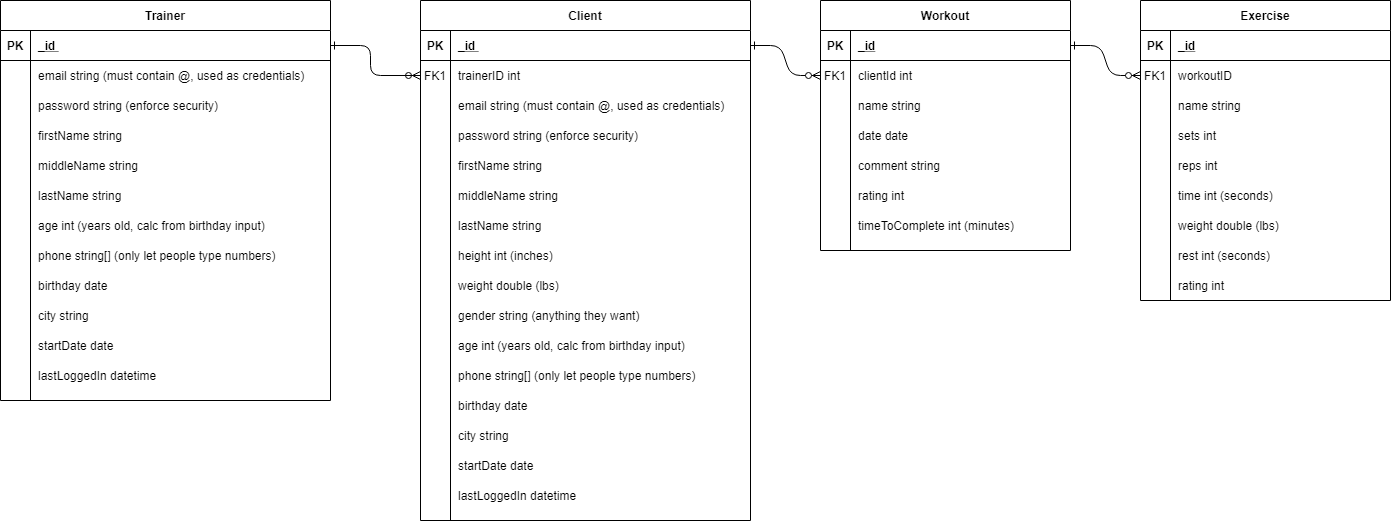 Trainer
PK _id
email string (must contain @, used as credentials)
password string (enforce security)
firstName string
middleName string
lastName string
age int (years old, calc from birthday input)
phone string[] (only let people type numbers)
birthday date
city string
startDate date
lastLoggedIn datetime
Client
PK _id
FK1 trainerID int
email string (must contain @, used as credentials)
password string (enforce security)
firstName string
middleName string
lastName string
height int (inches)
weight double (lbs)
gender string (anything they want)
age int (years old, calc from birthday input)
phone string[] (only let people type numbers)
birthday date
city string
startDate date
lastLoggedIn datetime
Workout
PK _id
FK1 clientId int
name string
date date
comment string
rating int
timeToComplete int (minutes)
Exercise
PK _id
FK1 workoutID
name string
sets int
reps int
time int (seconds)
weight double (lbs)
rest int (seconds)
rating int